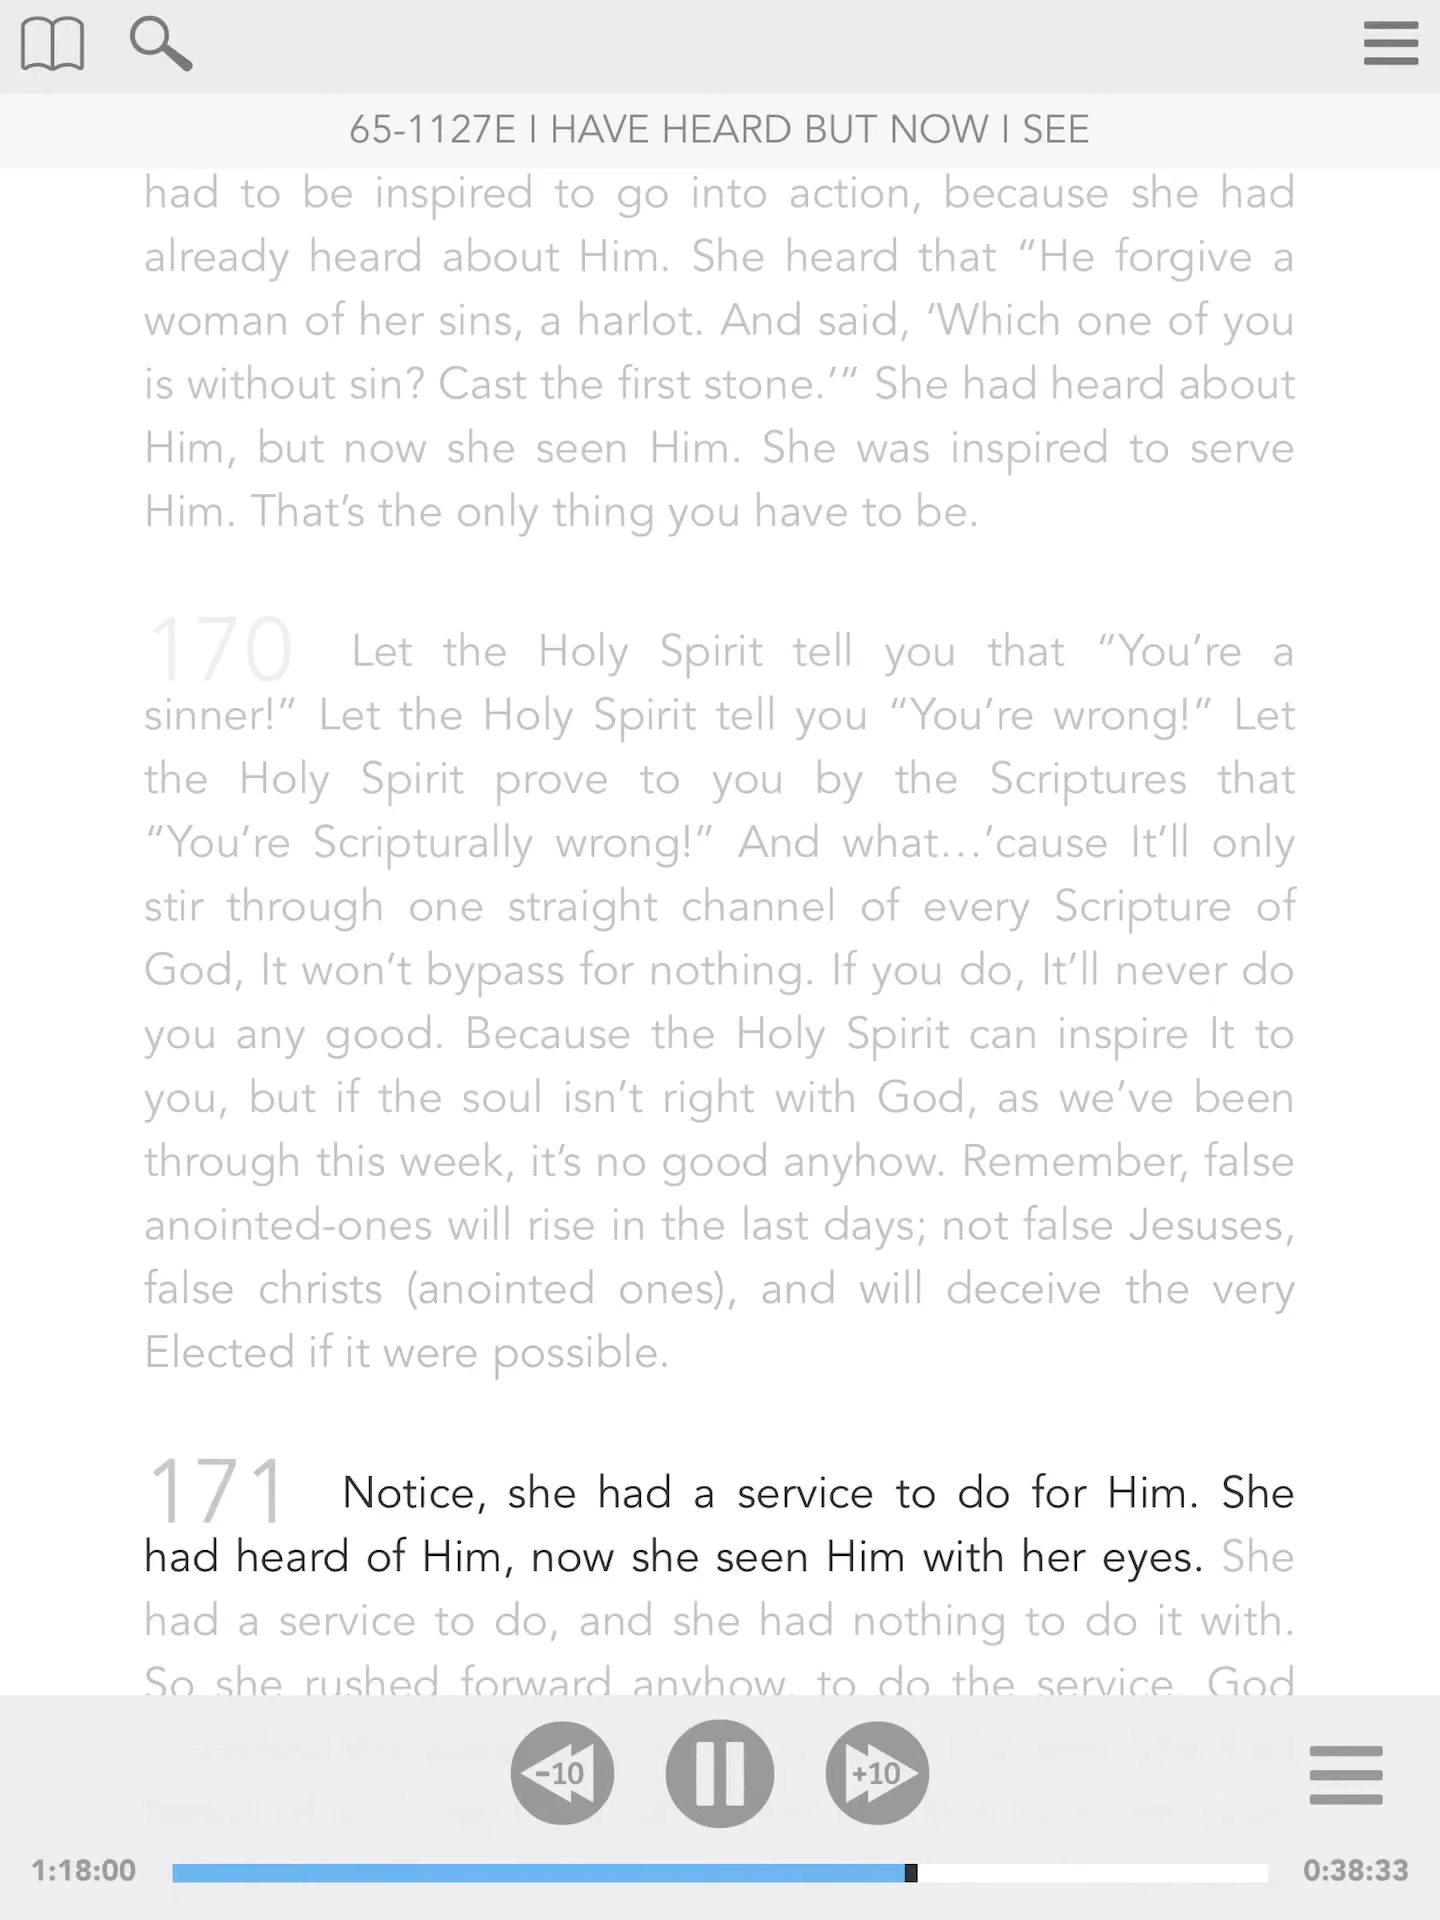 65-1127E I HAVE HEARD BUT NOW I SEE
had to be inspired to go into action, because she had
already heard about Him. She heard that “He forgive a
woman of her sins, a harlot. And said, ‘Which one of you
is without sin? Cast the first stone.’” She had heard about
Him, but now she seen Him. She was inspired to serve
Him. That’s the only thing you have to be.
170 Let the Holy Spirit tell you that “You’re a
sinner!” Let the Holy Spirit tell you “You’re wrong!” Let
the Holy Spirit prove to you by the Scriptures that
“You’re Scripturally wrong!” And what…’cause It’ll only
stir through one straight channel of every Scripture of
God, It won’t bypass for nothing. If you do, It’ll never do
you any good. Because the Holy Spirit can inspire It to
you, but if the soul isn’t right with God, as we’ve been
through this week, it’s no good anyhow. Remember, false
anointed-ones will rise in the last days; not false Jesuses,
false christs (anointed ones), and will deceive the very
Elected if it were possible.
171 Notice, she had a service to do for Him. She
had heard of Him, now she seen Him with her eyes. She
had a service to do, and she had nothing to do it with.
So she rushed forward anyhow, to do the service. God
-10 +10
1:18:00 0:38:33